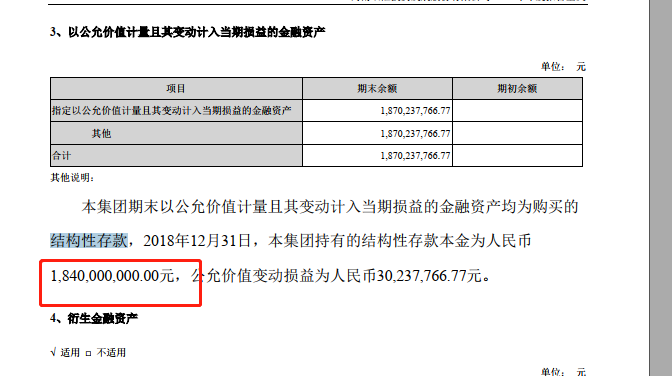 3、以公允价值计量且其变动计入当期损益的金融资产
单位： 元
项目 期末余额 期初余额
指定以公允价值计量且其变动计入当期损益的金融资产 1,870,237,766.77
其他 1,870,237,766.77
合计 1,870,237,766.77
其他说明：
本集团期末以公允价值计量且其变动计入当期损益的金融资产均为购买的
结构性存款，2018年12月31日，本集团持有的结构性存款本金为人民币
1,840,000,000.00元，公允价值变动损益为人民币30,237,766.77元。
4、衍生金融资产
√ 适用 □ 不适用
单位： 元